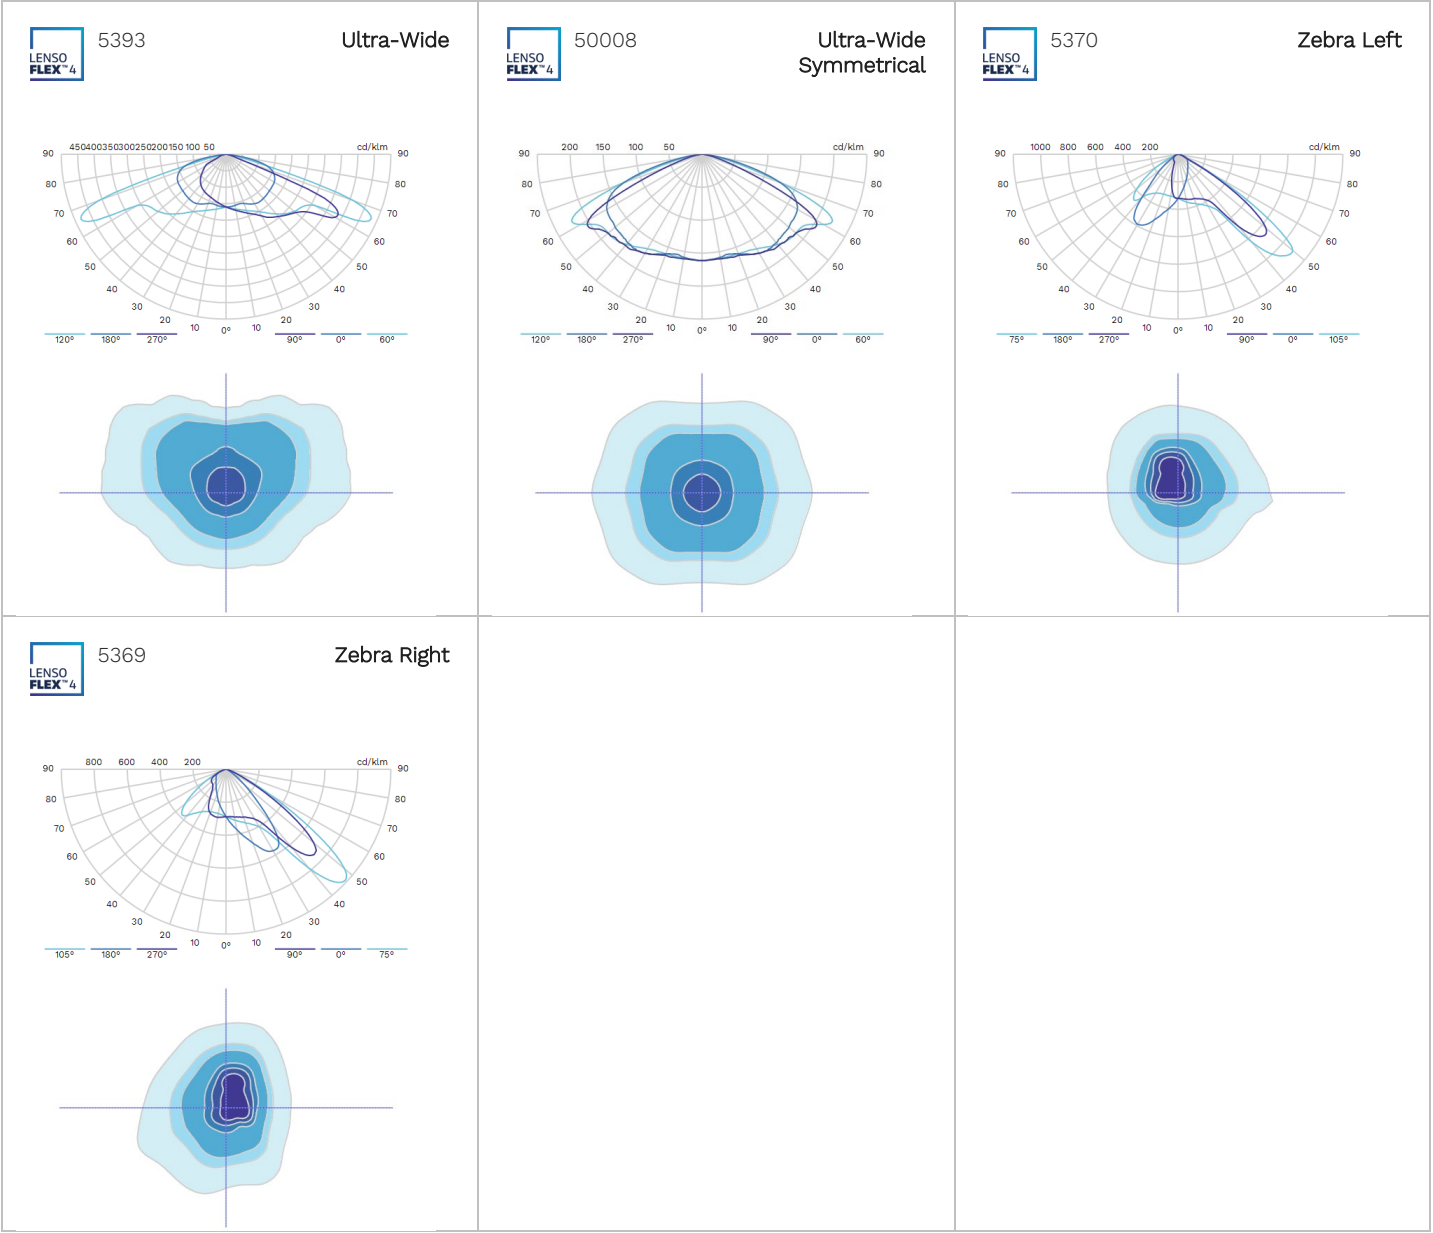 LENSO
FLEX™4
5393
Ultra-Wide
450400350300250200150 100 50
cd/klm
90 90
80 80
70 70
60 60
50 50
40 40
30 30
20 20
10 0° 10
120° 180° 270° 90° 0° 60°
LENSO
FLEX™4
50008
Ultra-Wide
Symmetrical
200 150 100 50
cd/klm
90 90
80 80
70 70
60 60
50 50
40 40
30 30
20 20
10 0° 10
120° 180° 270° 90° 0° 60°
LENSO
FLEX™4
5370
Zebra Left
1000 800 600 400 200
cd/klm
90 90
80 80
70 70
60 60
50 50
40 40
30 30
20 20
10 0° 10
75° 180° 270° 90° 0° 105°
LENSO
FLEX™4
5369
Zebra Right
800 600 400 200
cd/klm
90 90
80 80
70 70
60 60
50 50
40 40
30 30
20 20
10 0° 10
105° 180° 270° 90° 0° 75°